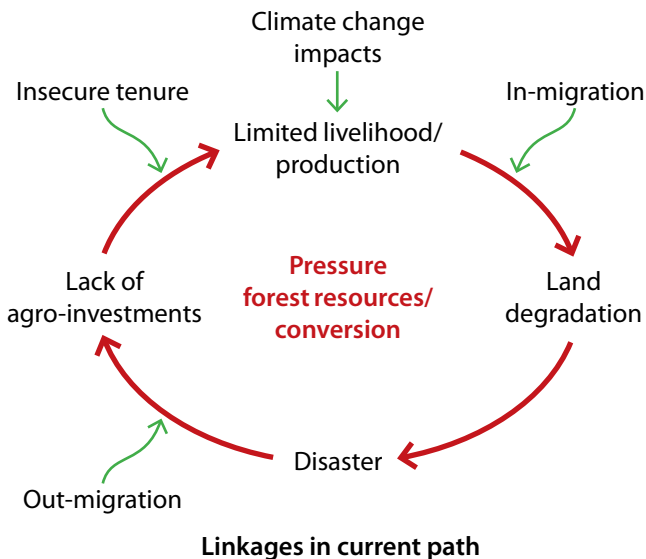 Climate change
impacts
Insecure tenure
In-migration
Limited livelihood/
production
Pressure
forest resources/
conversion
Lack of
agro-investments
Land
degradation
Disaster
Out-migration
Linkages in current path